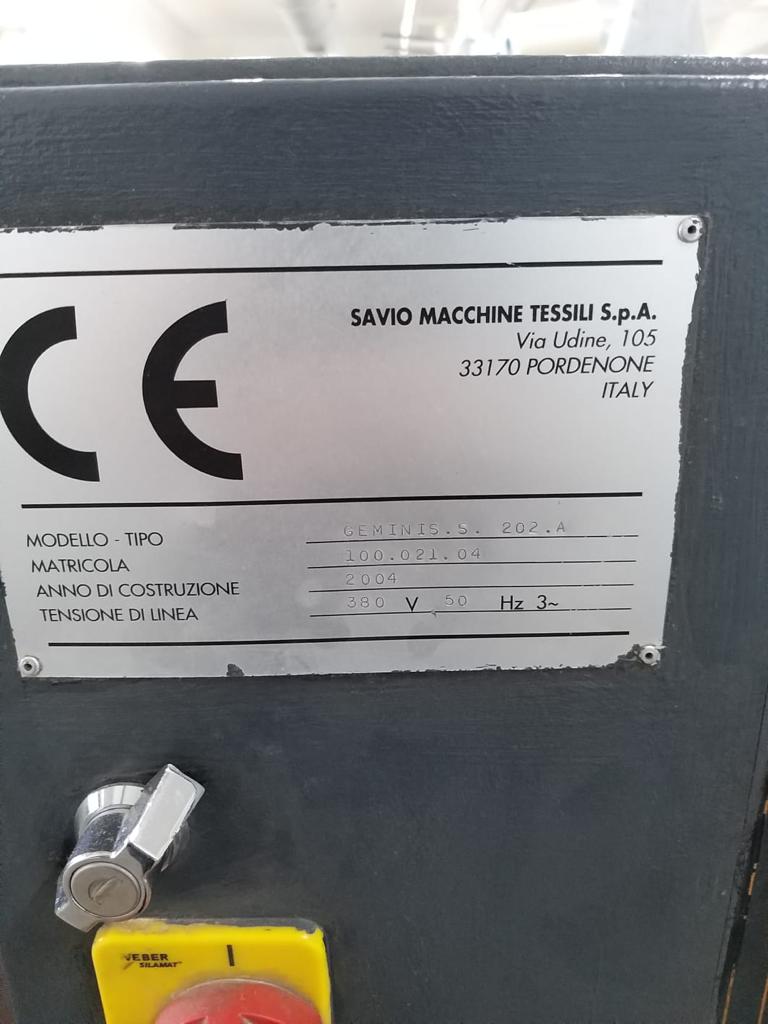 CE
SAVIO MACCHINE TESSILI S.p.A.
Via Udine, 105
33170 PORDENONE
ITALY
MODELLO - TIPO GEMINIS.S. 202.A
MATRICOLA 100.021.04
ANNO DI COSTRUZIONE 2004
TENSIONE DI LINEA 380 V 50 Hz 3~
I
VEBER
SILAMAT